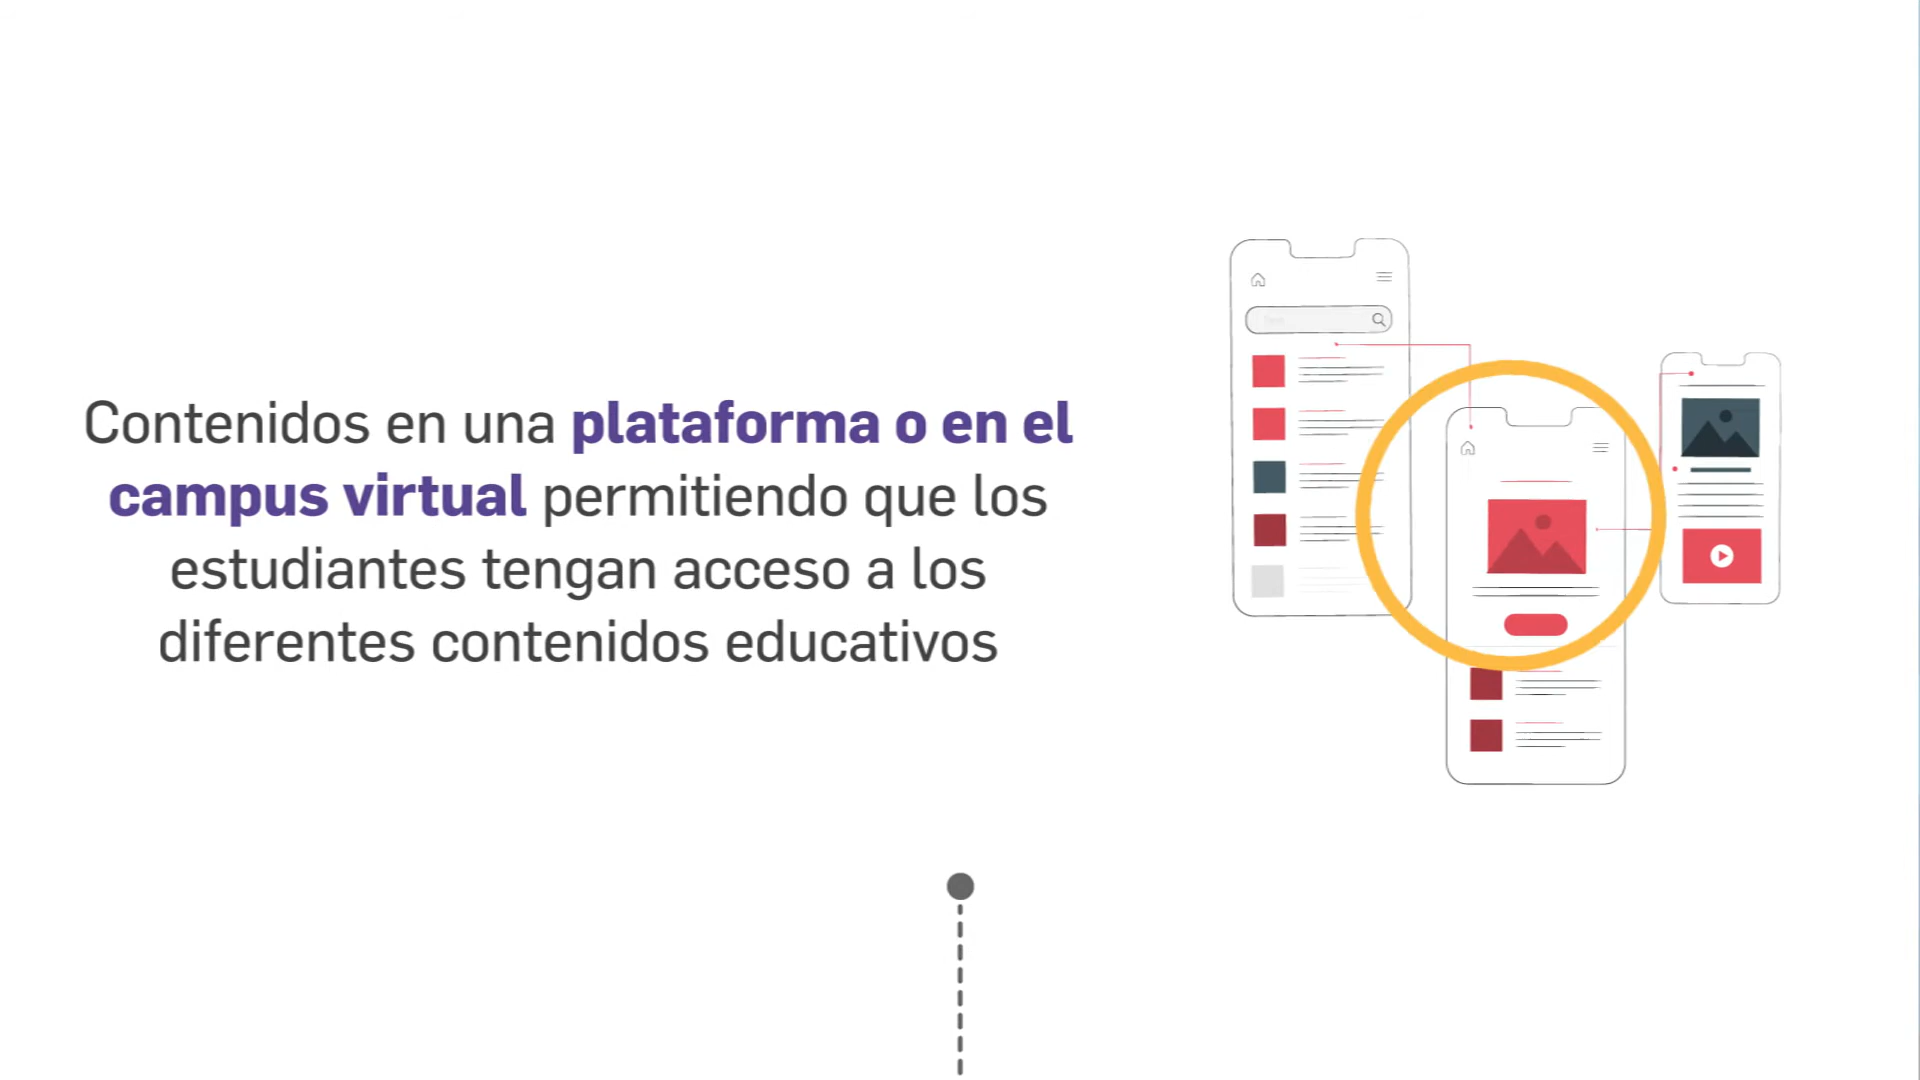 Contenidos en una plataforma o en el
campus virtual permitiendo que los
estudiantes tengan acceso a los
diferentes contenidos educativos